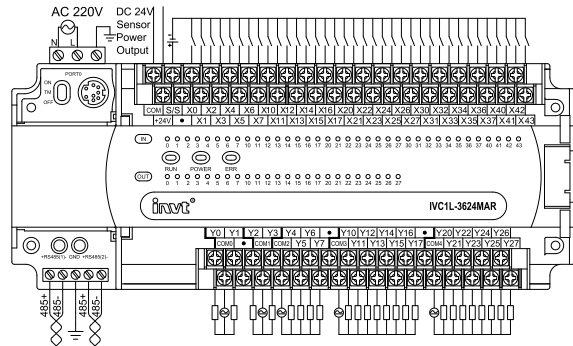 AC 220V
N L
DC 24V
Sensor
Power
Output
PORT0
ON
TM
OFF
COM S/S X0 X2 X4 X6 X10 X12 X14 X16 X20 X22 X24 X26 X30 X32 X34 X36 X40 X42
+24V • X1 X3 X5 X7 X11 X13 X15 X17 X21 X23 X25 X27 X31 X33 X35 X37 X41 X43
IN
0 1 2 3 4 5 6 7 10 11 12 13 14 15 16 17 20 21 22 23 24 25 26 27 30 31 32 33 34 35 36 37 40 41 42 43
RUN POWER ERR
OUT
0 1 2 3 4 5 6 7 10 11 12 13 14 15 16 17 20 21 22 23 24 25 26 27
invt
IVC1L-3624MAR
Y0 Y1 Y2 Y3 Y4 Y6 • Y10 Y12 Y14 Y16 • Y20 Y22 Y24 Y26
COM0 • COM1 COM2 Y5 Y7 COM3 Y11 Y13 Y15 Y17 COM4 Y21 Y23 Y25 Y27
+RS485(1)- GND +RS485(2)-
485+
485-
485+
485-